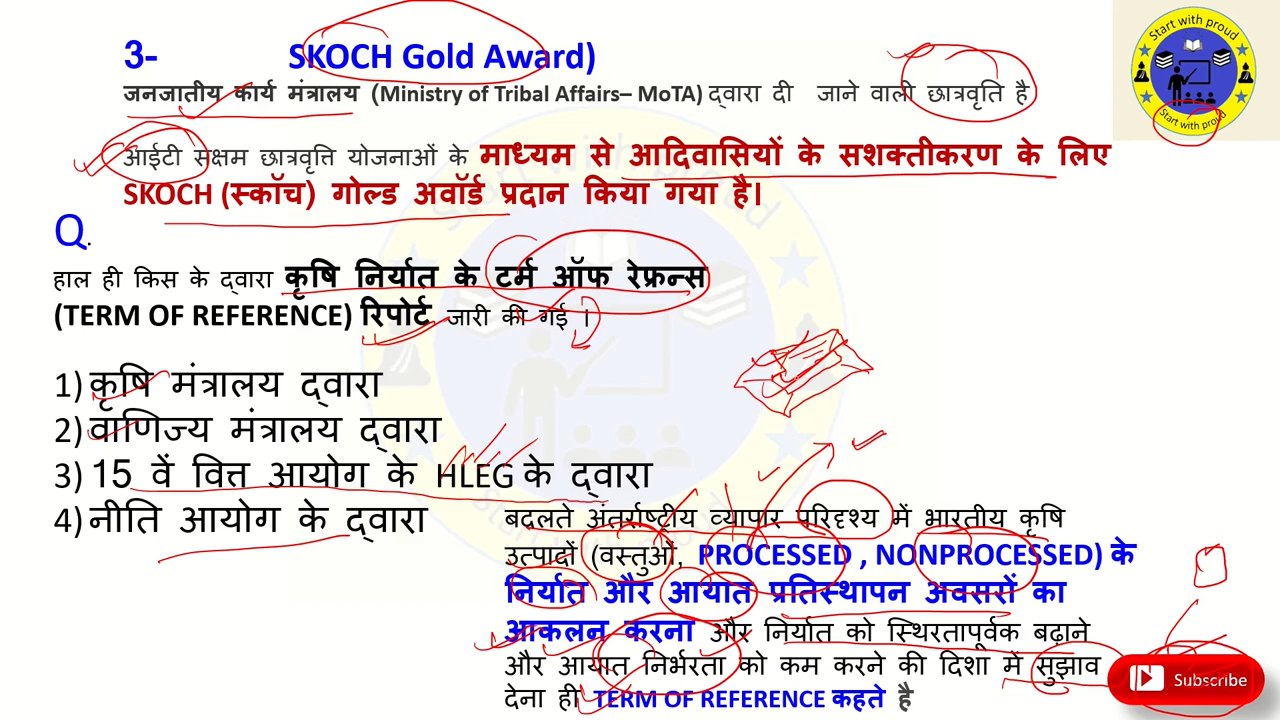 3- SKOCH Gold Award)
Start with proud
Start with proud
जनजातीय कार्य मंत्रालय (Ministry of Tribal Affairs– MoTA) द्वारा दी जाने वाली छात्रवृति है
आईटी सक्षम छात्रवृत्ति योजनाओं के माध्यम से आदिवासियों के सशक्तीकरण के लिए
SKOCH (स्कॉच) गोल्ड अवॉर्ड प्रदान किया गया है।
Q.
हाल ही किस के द्वारा कृषि निर्यात के टर्म ऑफ रेफ्रन्स
(TERM OF REFERENCE) रिपोर्ट जारी की गई ।
1) कृषि मंत्रालय द्वारा
2) वाणिज्य मंत्रालय द्वारा
3) 15 वें वित्त आयोग के HLEG के द्वारा
4) नीति आयोग के द्वारा
बदलते अंतर्राष्ट्रीय व्यापार परिदृश्य में भारतीय कृषि
उत्पादों (वस्तुओं, PROCESSED , NONPROCESSED) के
निर्यात और आयात प्रतिस्थापन अवसरों का
आकलन करना और निर्यात को स्थिरतापूर्वक बढ़ाने
और आयात निर्भरता को कम करने की दिशा में सुझाव
देना ही TERM OF REFERENCE कहते है
Subscribe